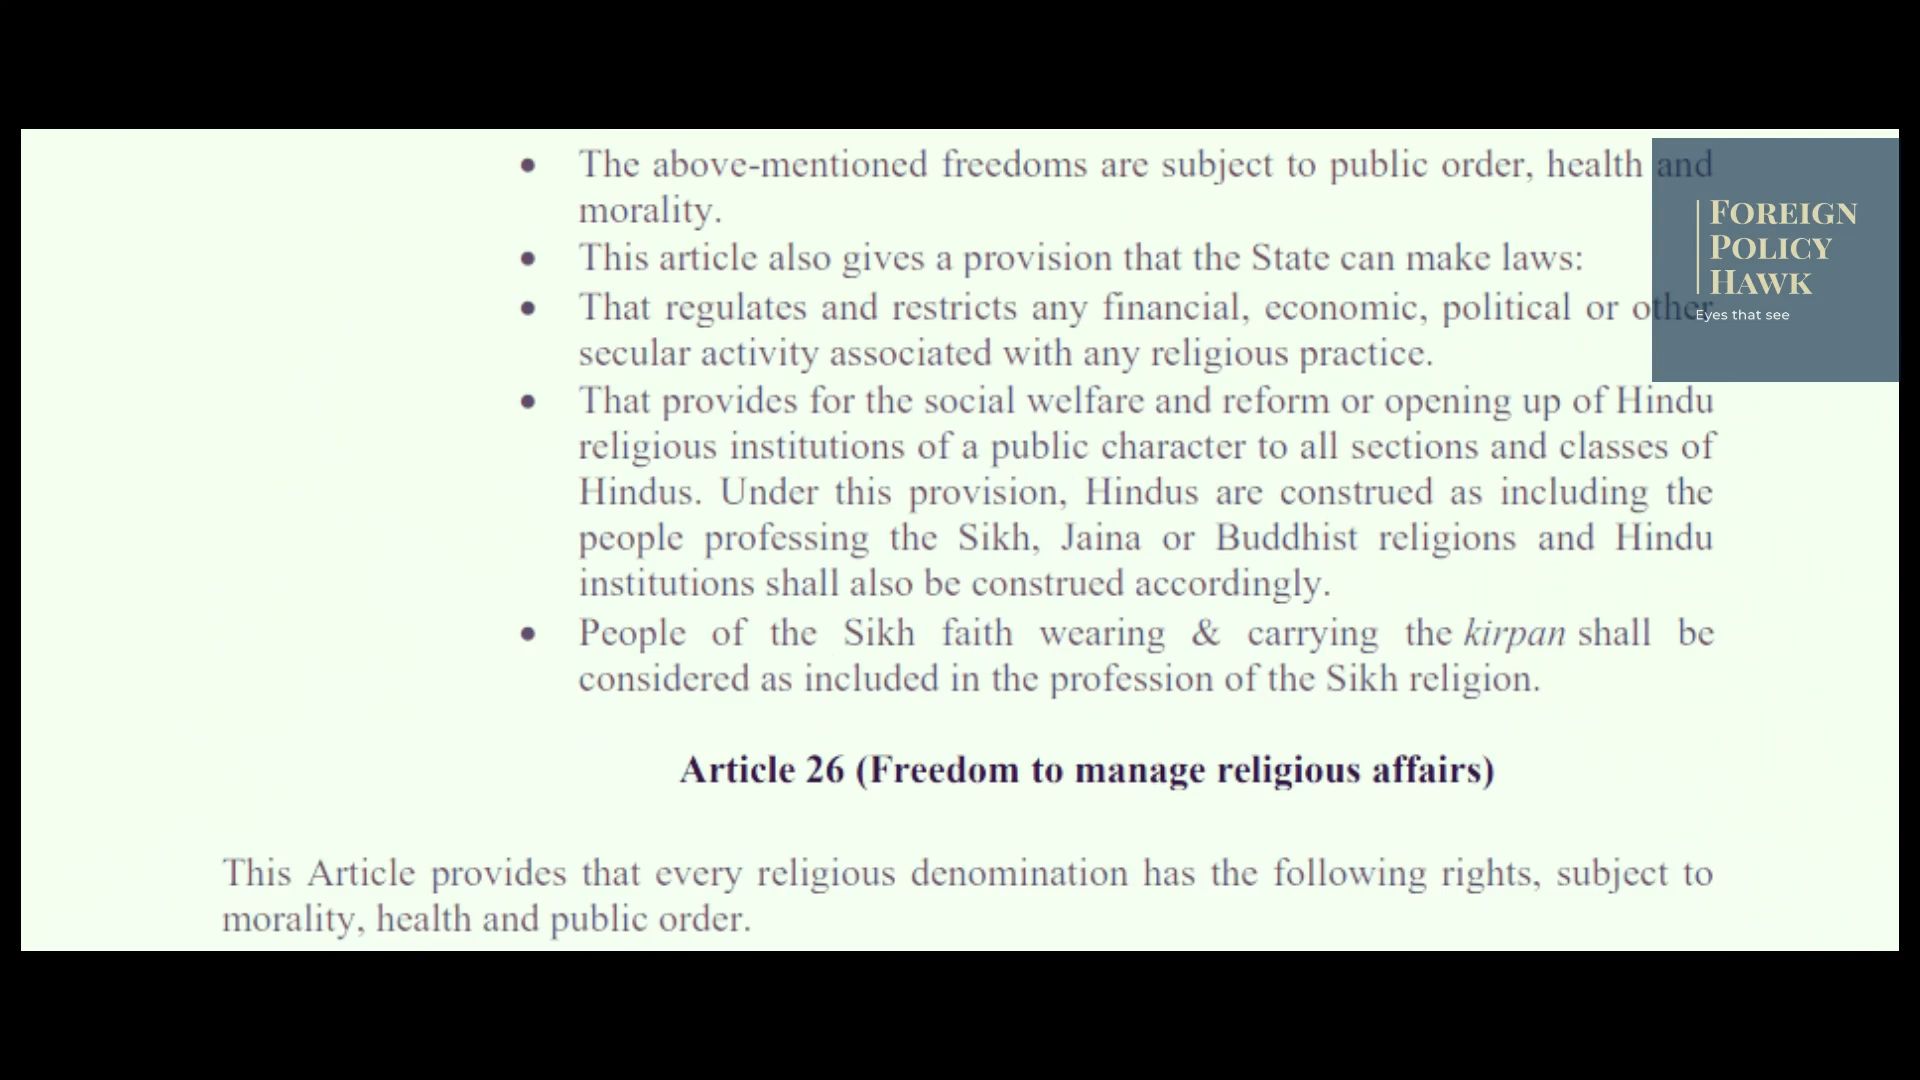 • The above-mentioned freedoms are subject to public order, health and
morality.
• This article also gives a provision that the State can make laws:
• That regulates and restricts any financial, economic, political or other
secular activity associated with any religious practice.
• That provides for the social welfare and reform or opening up of Hindu
religious institutions of a public character to all sections and classes of
Hindus. Under this provision, Hindus are construed as including the
people professing the Sikh, Jaina or Buddhist religions and Hindu
institutions shall also be construed accordingly.
• People of the Sikh faith wearing & carrying the kirpan shall be
considered as included in the profession of the Sikh religion.
Article 26 (Freedom to manage religious affairs)
This Article provides that every religious denomination has the following rights, subject to
morality, health and public order.
FOREIGN
POLICY
HAWK
Eyes that see